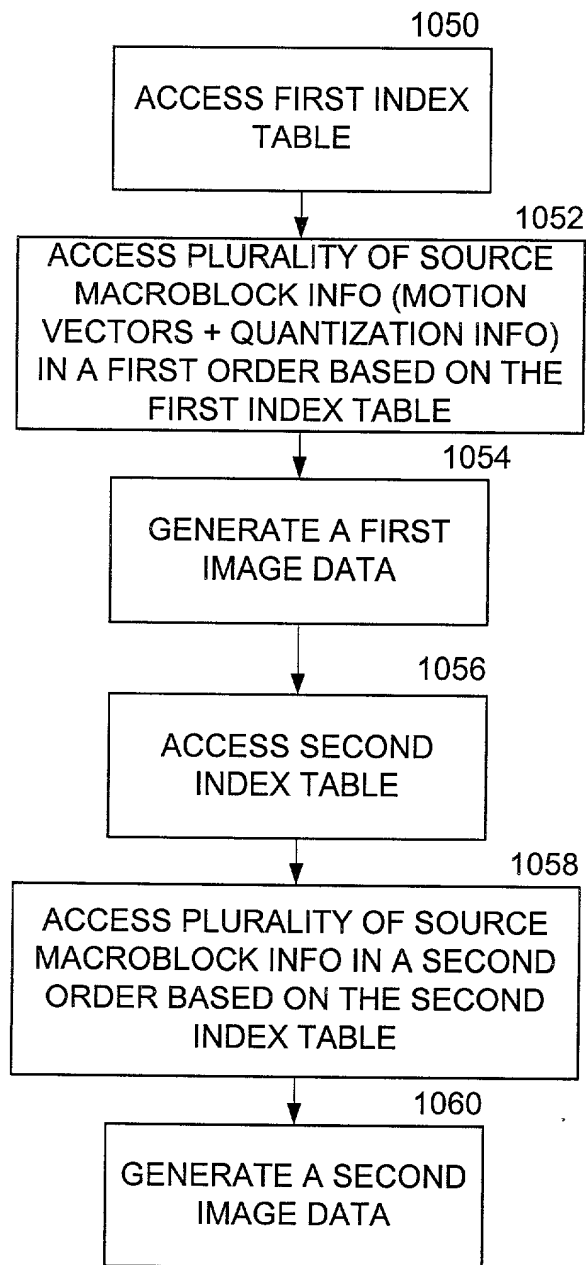 1050
ACCESS FIRST INDEX
TABLE
1052
ACCESS PLURALITY OF SOURCE
MACROBLOCK INFO (MOTION
VECTORS + QUANTIZATION INFO)
IN A FIRST ORDER BASED ON THE
FIRST INDEX TABLE
1054
GENERATE A FIRST
IMAGE DATA
1056
ACCESS SECOND
INDEX TABLE
1058
ACCESS PLURALITY OF SOURCE
MACROBLOCK INFO IN A SECOND
ORDER BASED ON THE SECOND
INDEX TABLE
1060
GENERATE A SECOND
IMAGE DATA